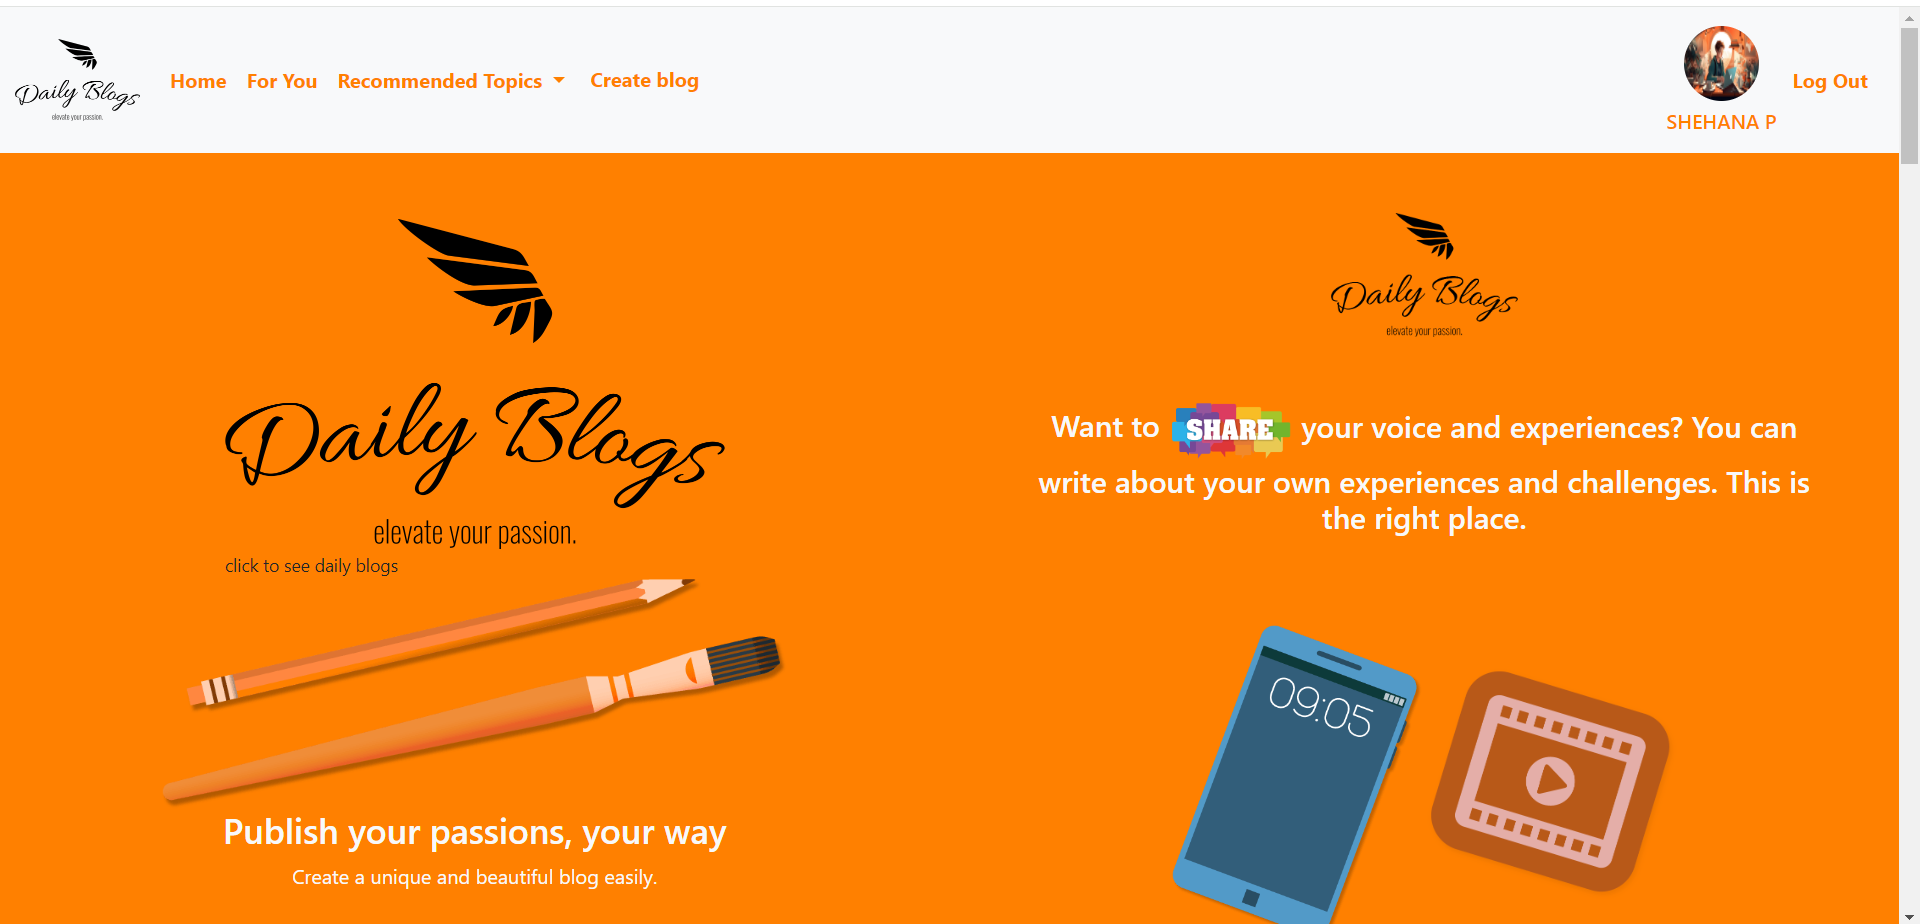 Daily Blogs
elevate your passion.
Home For You Recommended Topics Create blog
SHEHANA P
Log Out
Daily Blogs
elevate your passion.
click to see daily blogs
Publish your passions, your way
Create a unique and beautiful blog easily.
Daily Blogs
elevate your passion.
Want to SHARE your voice and experiences? You can
write about your own experiences and challenges. This is
the right place.
09:05